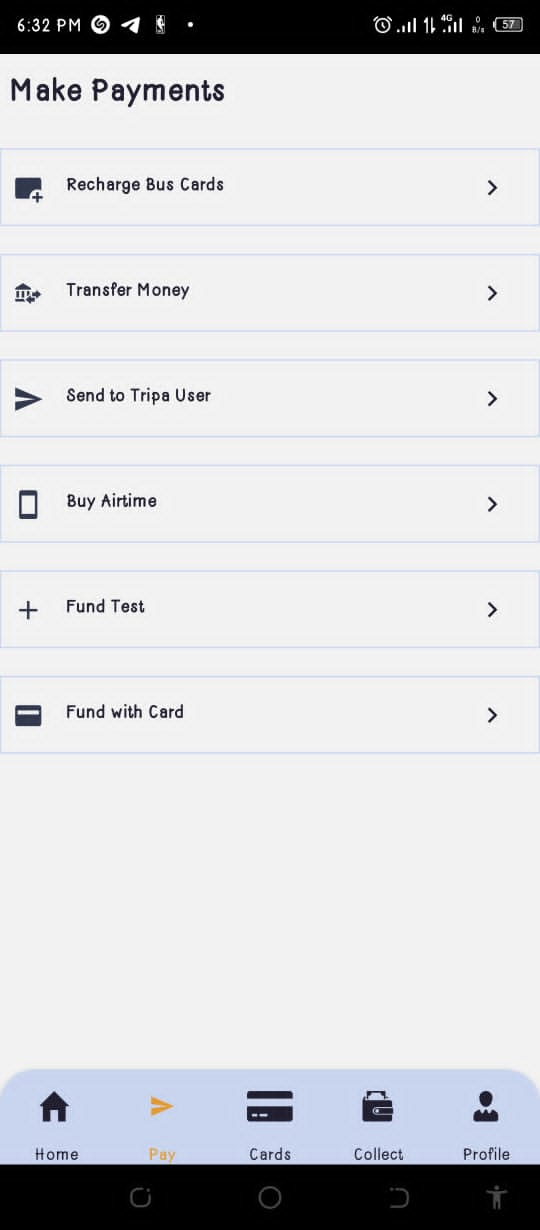 6:32 PM 4G 0 B/s 57
Make Payments
Recharge Bus Cards
Transfer Money
Send to Tripa User
Buy Airtime
Fund Test
Fund with Card
Home Pay Cards Collect Profile